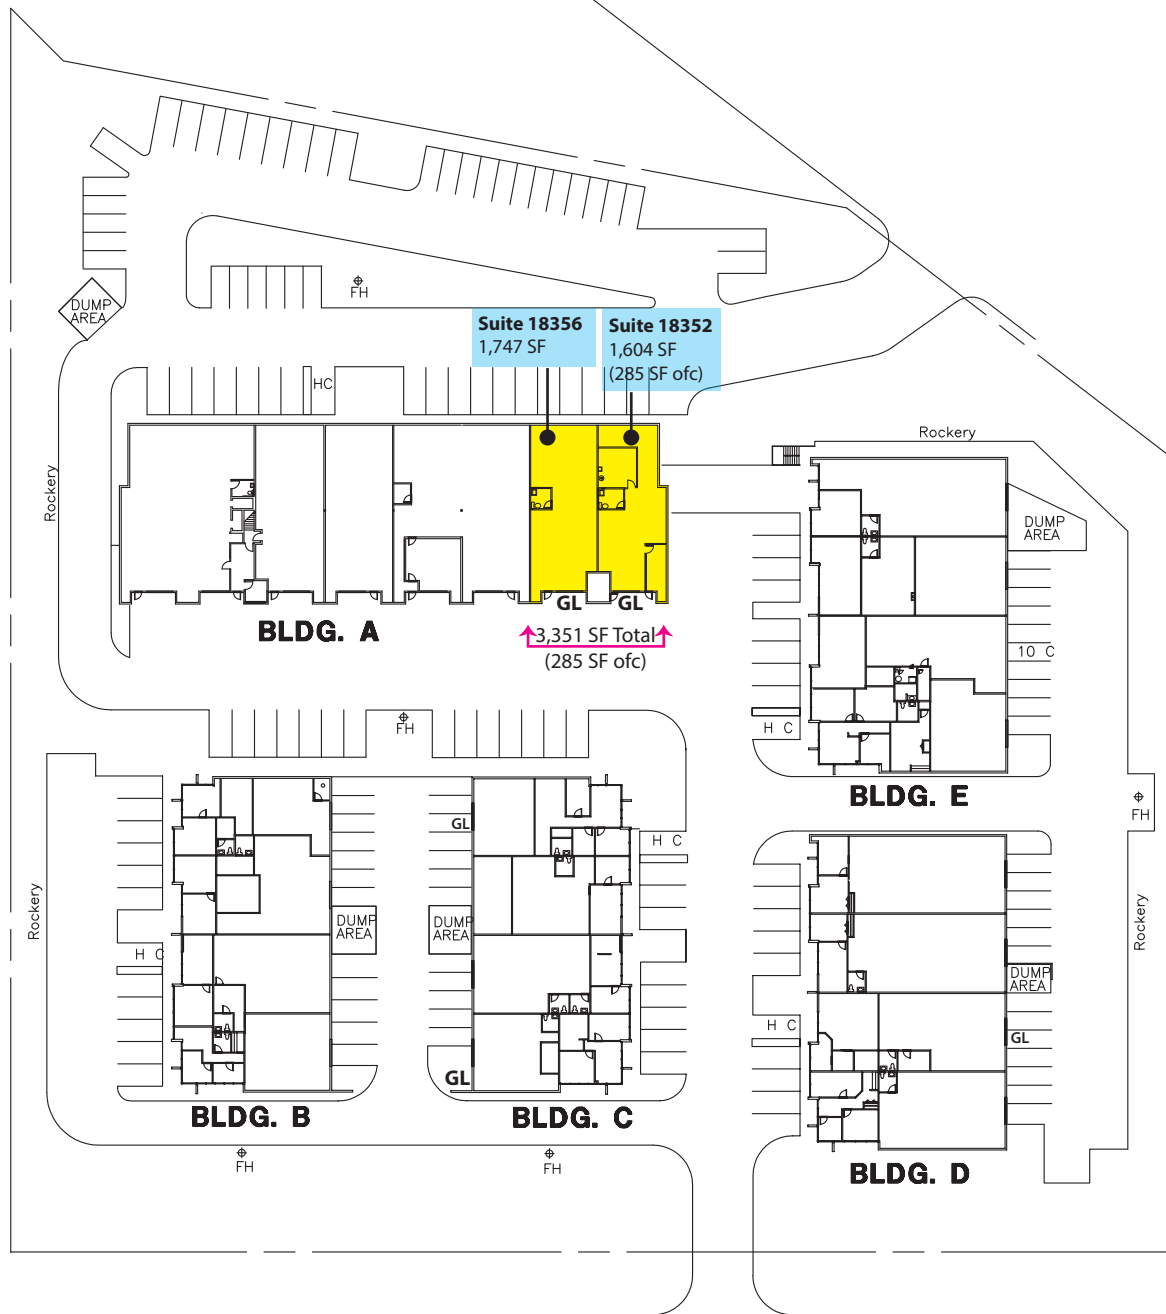 DUMP
AREA
FH
Suite 18356
1,747 SF
Suite 18352
1,604 SF
(285 SF ofc)
HC
Rockery
Rockery
DUMP
AREA
GL
GL
BLDG. A
3,351 SF Total
(285 SF ofc)
10 C
FH
H C
BLDG. E
FH
GL
H C
Rockery
DUMP
AREA
DUMP
AREA
Rockery
H C
DUMP
AREA
H C
GL
GL
BLDG. B
BLDG. C
FH
FH
BLDG. D